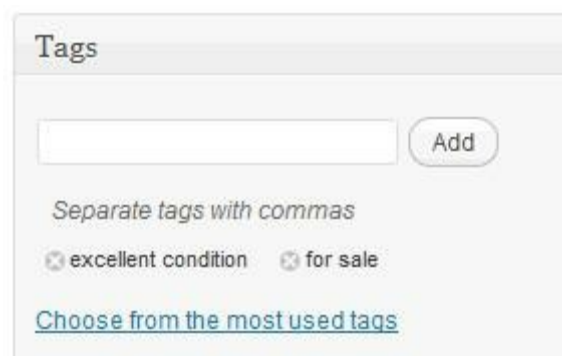 Tags
Add
Separate tags with commas
excellent condition for sale
Choose from the most used tags